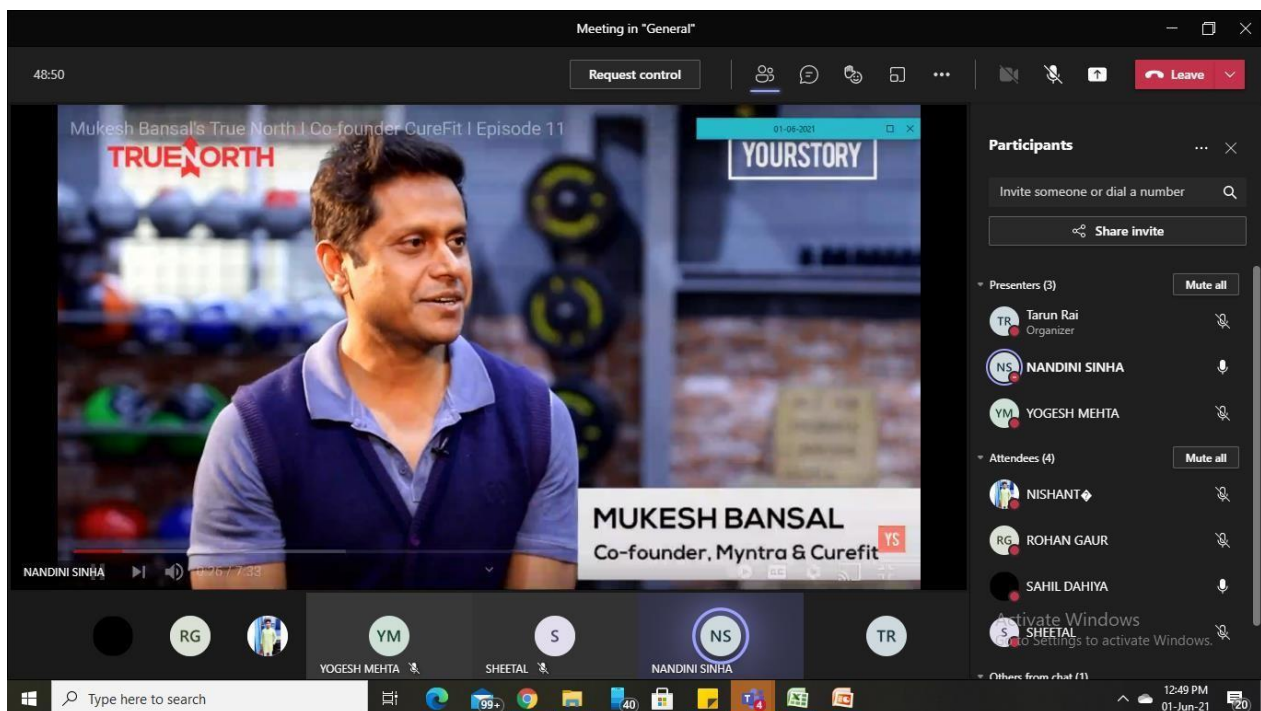 Meeting in "General"
48:50
Request control
Leave
Mukesh Bansal's True North I Co-founder CureFit I Episode 11
01-06-2021
TRUENORTH
YOURSTORY
MUKESH BANSAL
Co-founder, Myntra & Curefit
YS
NANDINI SINHA
0:26 / 7:33
CC
RG
YM
S
NS
TR
YOGESH MEHTA
SHEETAL
NANDINI SINHA
Participants
Invite someone or dial a number
Share invite
Presenters (3)
Mute all
TR
Tarun Rai
Organizer
NS
NANDINI SINHA
YM
YOGESH MEHTA
Attendees (4)
Mute all
NISHANT�
RG
ROHAN GAUR
SAHIL DAHIYA
Activate Windows
S
SHEETAL
Go to Settings to activate Windows.
Others from chat (1)
Type here to search
99+
40
4
12:49 PM
01-Jun-21
20